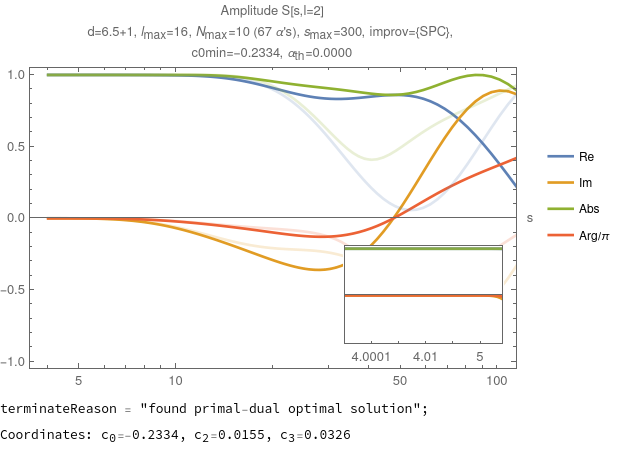 Amplitude S[s,l=2]
d=6.5+1, lmax=16, Nmax=10 (67 α's), smax=300, improv={SPC},
c0min=-0.2334, αth=0.0000
1.0
0.5
0.0
-0.5
-1.0
s
Re
Im
Abs
Arg/π
4.0001 4.01 5
5 10 50 100
terminateReason = "found primal-dual optimal solution";
Coordinates: c0=-0.2334, c2=0.0155, c3=0.0326